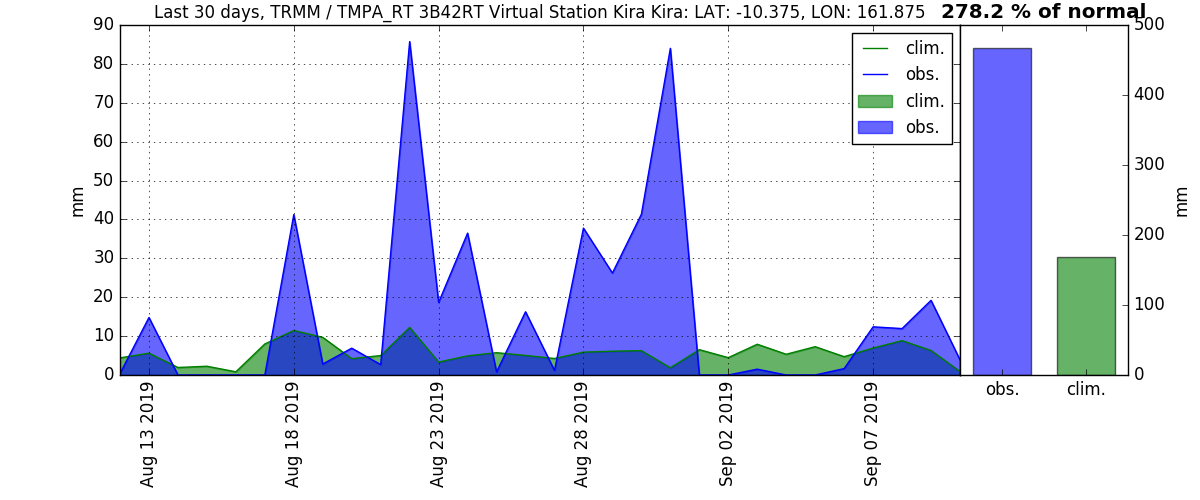 Last 30 days, TRMM / TMPA_RT 3B42RT Virtual Station Kira Kira: LAT: -10.375, LON: 161.875 278.2 % of normal
90
80
70
60
50
40
30
20
10
0
mm
clim.
obs.
clim.
obs.
Aug 13 2019
Aug 18 2019
Aug 23 2019
Aug 28 2019
Sep 02 2019
Sep 07 2019
500
400
300
200
100
0
mm
obs.
clim.